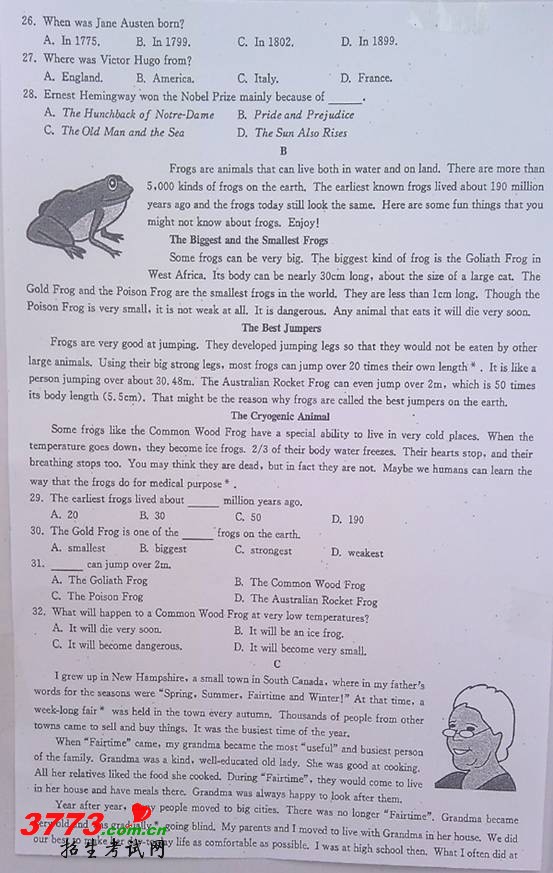 26. When was Jane Austen born?
A. In 1775. B. In 1799. C. In 1802. D. In 1899.
27. Where was Victor Hugo from?
A. England. B. America. C. Italy. D. France.
28. Ernest Hemingway won the Nobel Prize mainly because of ______.
A. The Hunchback of Notre-Dame B. Pride and Prejudice
C. The Old Man and the Sea D. The Sun Also Rises
B
Frogs are animals that can live both in water and on land. There are more than
5,000 kinds of frogs on the earth. The earliest known frogs lived about 190 million
years ago and the frogs today still look the same. Here are some fun things that you
might not know about frogs. Enjoy!
The Biggest and the Smallest Frogs
Some frogs can be very big. The biggest kind of frog is the Goliath Frog in
West Africa. Its body can be nearly 30cm long, about the size of a large cat. The
Gold Frog and the Poison Frog are the smallest frogs in the world. They are less than 1cm long. Though the
Poison Frog is very small, it is not weak at all. It is dangerous. Any animal that eats it will die very soon.
The Best Jumpers
Frogs are very good at jumping. They developed jumping legs so that they would not be eaten by other
large animals. Using their big strong legs, most frogs can jump over 20 times their own length*. It is like a
person jumping over about 30.48m. The Australian Rocket Frog can even jump over 2m, which is 50 times
its body length (5.5cm). That might be the reason why frogs are called the best jumpers on the earth.
The Cryogenic Animal
Some frogs like the Common Wood Frog have a special ability to live in very cold places. When the
temperature goes down, they become ice frogs. 2/3 of their body water freezes. Their hearts stop, and their
breathing stops too. You may think they are dead, but in fact they are not. Maybe we humans can learn the
way that the frogs do for medical purpose*.
29. The earliest frogs lived about ______ million years ago.
A. 20 B. 30 C. 50 D. 190
30. The Gold Frog is one of the ______ frogs on the earth.
A. smallest B. biggest C. strongest D. weakest
31. ______ can jump over 2m.
A. The Goliath Frog B. The Common Wood Frog
C. The Poison Frog D. The Australian Rocket Frog
32. What will happen to a Common Wood Frog at very low temperatures?
A. It will die very soon. B. It will be an ice frog.
C. It will become dangerous. D. It will become very small.
C
I grew up in New Hampshire, a small town in South Canada, where in my father's
words for the seasons were "Spring, Summer, Fairtime and Winter!" At that time, a
week-long fair* was held in the town every autumn. Thousands of people from other
towns came to sell and buy things. It was the busiest time of the year.
When "Fairtime" came, my grandma became the most "useful" and busiest person
of the family. Grandma was a kind, well-educated old lady. She was good at cooking.
All her relatives liked the food she cooked. During "Fairtime", they would come to live
in her house and have meals there. Grandma was always happy to look after them.
Year after year, people moved to big cities. There was no longer "Fairtime". Grandma became
very old and was gradually* going blind. My parents and I moved to live with Grandma in her house. We did
our best to make her day-to-day life as comfortable as possible. I was at high school then. What I often did at
3773.com.cn
招生考试网